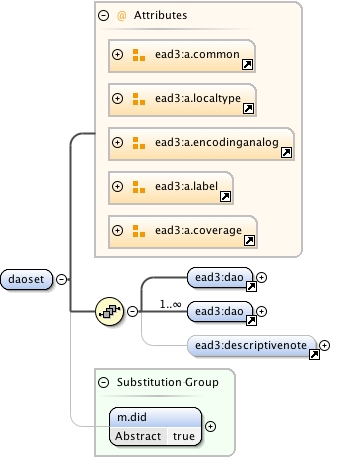 @ Attributes
ead3:a.common
ead3:a.localtype
ead3:a.encodinganalog
ead3:a.label
ead3:a.coverage
daoset
ead3:dao
1..∞
ead3:dao
ead3:descriptivenote
Substitution Group
m.did
Abstract true